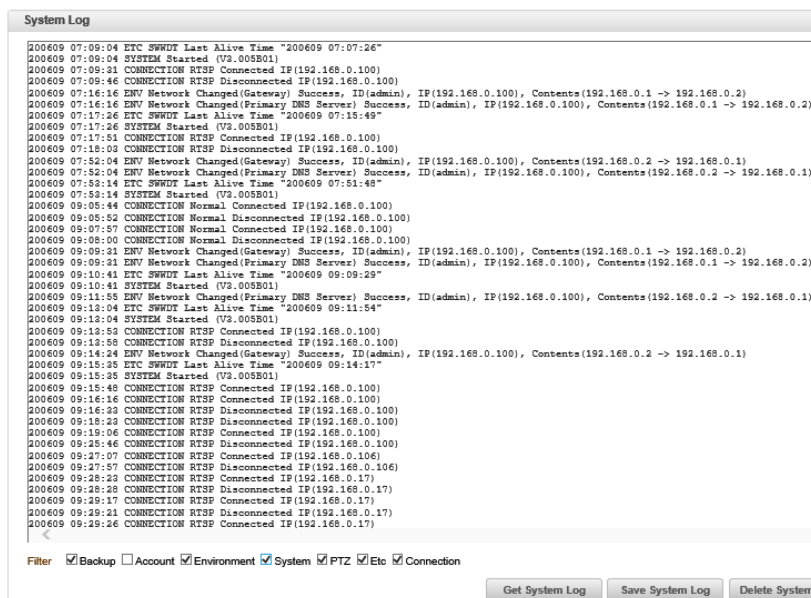 System Log
200609 07:09:04 ETC SWWDT Last Alive Time "200609 07:07:26"
200609 07:09:04 SYSTEM Started (V3.005B01)
200609 07:09:31 CONNECTION RTSP Connected IP(192.168.0.100)
200609 07:09:46 CONNECTION RTSP Disconnected IP(192.168.0.100)
200609 07:16:16 ENV Network Changed(Gateway) Success, ID(admin), IP(192.168.0.100), Contents(192.168.0.1 -> 192.168.0.2)
200609 07:16:16 ENV Network Changed(Primary DNS Server) Success, ID(admin), IP(192.168.0.100), Contents(192.168.0.1 -> 192.168.0.2)
200609 07:17:26 ETC SWWDT Last Alive Time "200609 07:15:49"
200609 07:17:26 SYSTEM Started (V3.005B01)
200609 07:17:51 CONNECTION RTSP Connected IP(192.168.0.100)
200609 07:18:03 CONNECTION RTSP Disconnected IP(192.168.0.100)
200609 07:52:04 ENV Network Changed(Gateway) Success, ID(admin), IP(192.168.0.100), Contents(192.168.0.2 -> 192.168.0.1)
200609 07:52:04 ENV Network Changed(Primary DNS Server) Success, ID(admin), IP(192.168.0.100), Contents(192.168.0.2 -> 192.168.0.1)
200609 07:53:14 ETC SWWDT Last Alive Time "200609 07:51:48"
200609 07:53:14 SYSTEM Started (V3.005B01)
200609 09:05:44 CONNECTION Normal Connected IP(192.168.0.100)
200609 09:05:52 CONNECTION Normal Disconnected IP(192.168.0.100)
200609 09:07:57 CONNECTION Normal Connected IP(192.168.0.100)
200609 09:08:00 CONNECTION Normal Disconnected IP(192.168.0.100)
200609 09:09:31 ENV Network Changed(Gateway) Success, ID(admin), IP(192.168.0.100), Contents(192.168.0.1 -> 192.168.0.2)
200609 09:09:31 ENV Network Changed(Primary DNS Server) Success, ID(admin), IP(192.168.0.100), Contents(192.168.0.1 -> 192.168.0.2)
200609 09:10:41 ETC SWWDT Last Alive Time "200609 09:09:29"
200609 09:10:41 SYSTEM Started (V3.005B01)
200609 09:11:55 ENV Network Changed(Primary DNS Server) Success, ID(admin), IP(192.168.0.100), Contents(192.168.0.2 -> 192.168.0.1)
200609 09:13:04 ETC SWWDT Last Alive Time "200609 09:11:54"
200609 09:13:04 SYSTEM Started (V3.005B01)
200609 09:13:53 CONNECTION RTSP Connected IP(192.168.0.100)
200609 09:13:58 CONNECTION RTSP Disconnected IP(192.168.0.100)
200609 09:14:24 ENV Network Changed(Gateway) Success, ID(admin), IP(192.168.0.100), Contents(192.168.0.2 -> 192.168.0.1)
200609 09:15:35 ETC SWWDT Last Alive Time "200609 09:14:17"
200609 09:15:35 SYSTEM Started (V3.005B01)
200609 09:15:48 CONNECTION RTSP Connected IP(192.168.0.100)
200609 09:16:16 CONNECTION RTSP Connected IP(192.168.0.100)
200609 09:16:33 CONNECTION RTSP Disconnected IP(192.168.0.100)
200609 09:18:23 CONNECTION RTSP Disconnected IP(192.168.0.100)
200609 09:19:06 CONNECTION RTSP Connected IP(192.168.0.100)
200609 09:25:46 CONNECTION RTSP Disconnected IP(192.168.0.100)
200609 09:27:07 CONNECTION RTSP Connected IP(192.168.0.106)
200609 09:27:57 CONNECTION RTSP Disconnected IP(192.168.0.106)
200609 09:28:23 CONNECTION RTSP Connected IP(192.168.0.17)
200609 09:28:28 CONNECTION RTSP Disconnected IP(192.168.0.17)
200609 09:29:17 CONNECTION RTSP Connected IP(192.168.0.17)
200609 09:29:21 CONNECTION RTSP Disconnected IP(192.168.0.17)
200609 09:29:26 CONNECTION RTSP Connected IP(192.168.0.17)
Filter Backup Account Environment System PTZ Etc Connection
Get System Log Save System Log Delete System